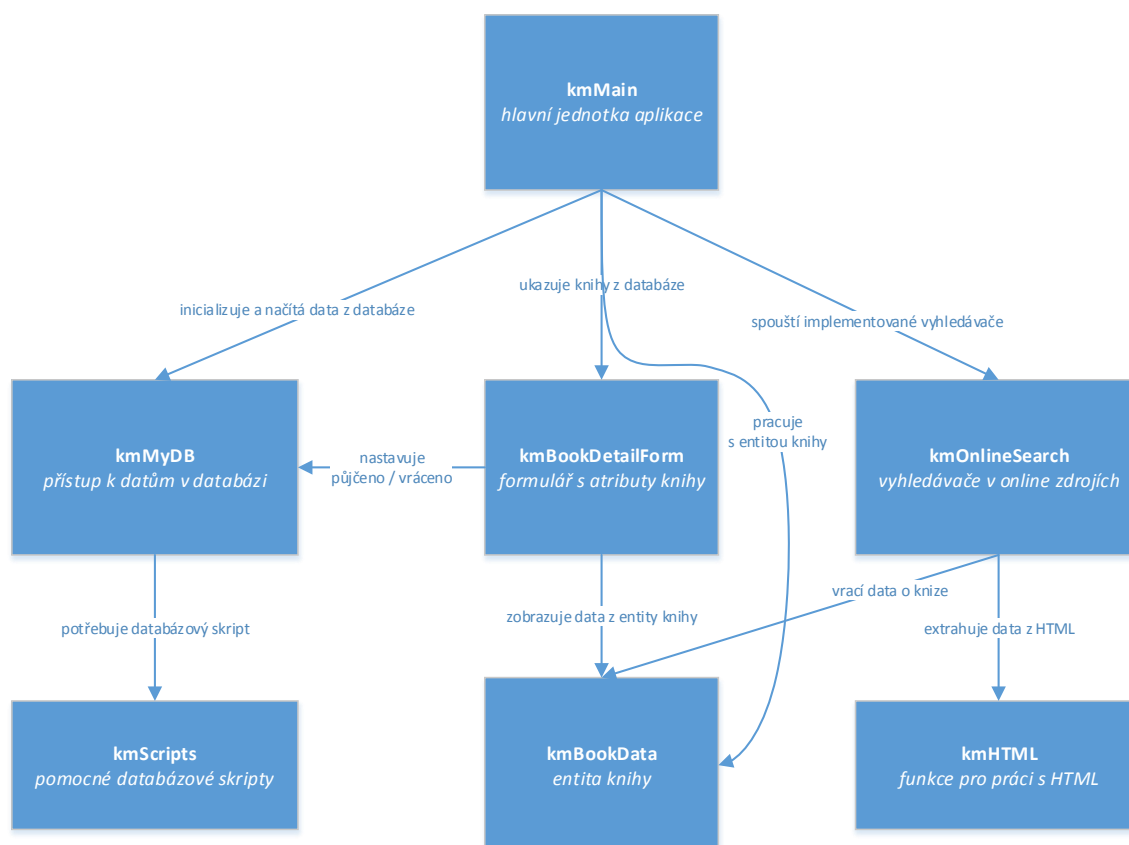 kmMain
hlavní jednotka aplikace
ukazuje knihy z databáze
inicializuje a načítá data z databáze
spouští implementované vyhledávače
kmMyDB
přístup k datům v databázi
nastavuje
půjčeno / vráceno
kmBookDetailForm
formulář s atributy knihy
pracuje
s entitou knihy
kmOnlineSearch
vyhledávače v online zdrojích
vrací data o knize
potřebuje databázový skript
zobrazuje data z entity knihy
extrahuje data z HTML
kmScripts
pomocné databázové skripty
kmBookData
entita knihy
kmHTML
funkce pro práci s HTML